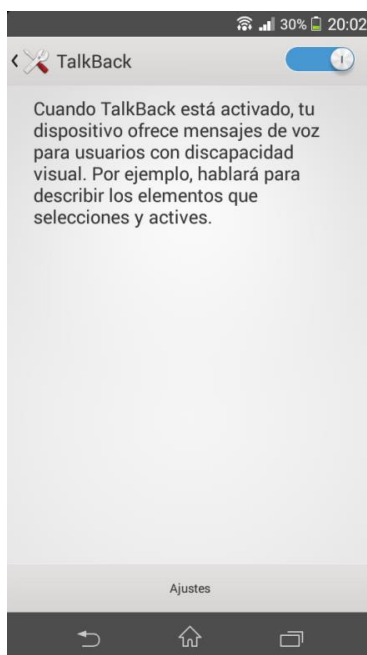 30% 20:02
TalkBack
Cuando TalkBack está activado, tu
dispositivo ofrece mensajes de voz
para usuarios con discapacidad
visual. Por ejemplo, hablará para
describir los elementos que
selecciones y actives.
Ajustes